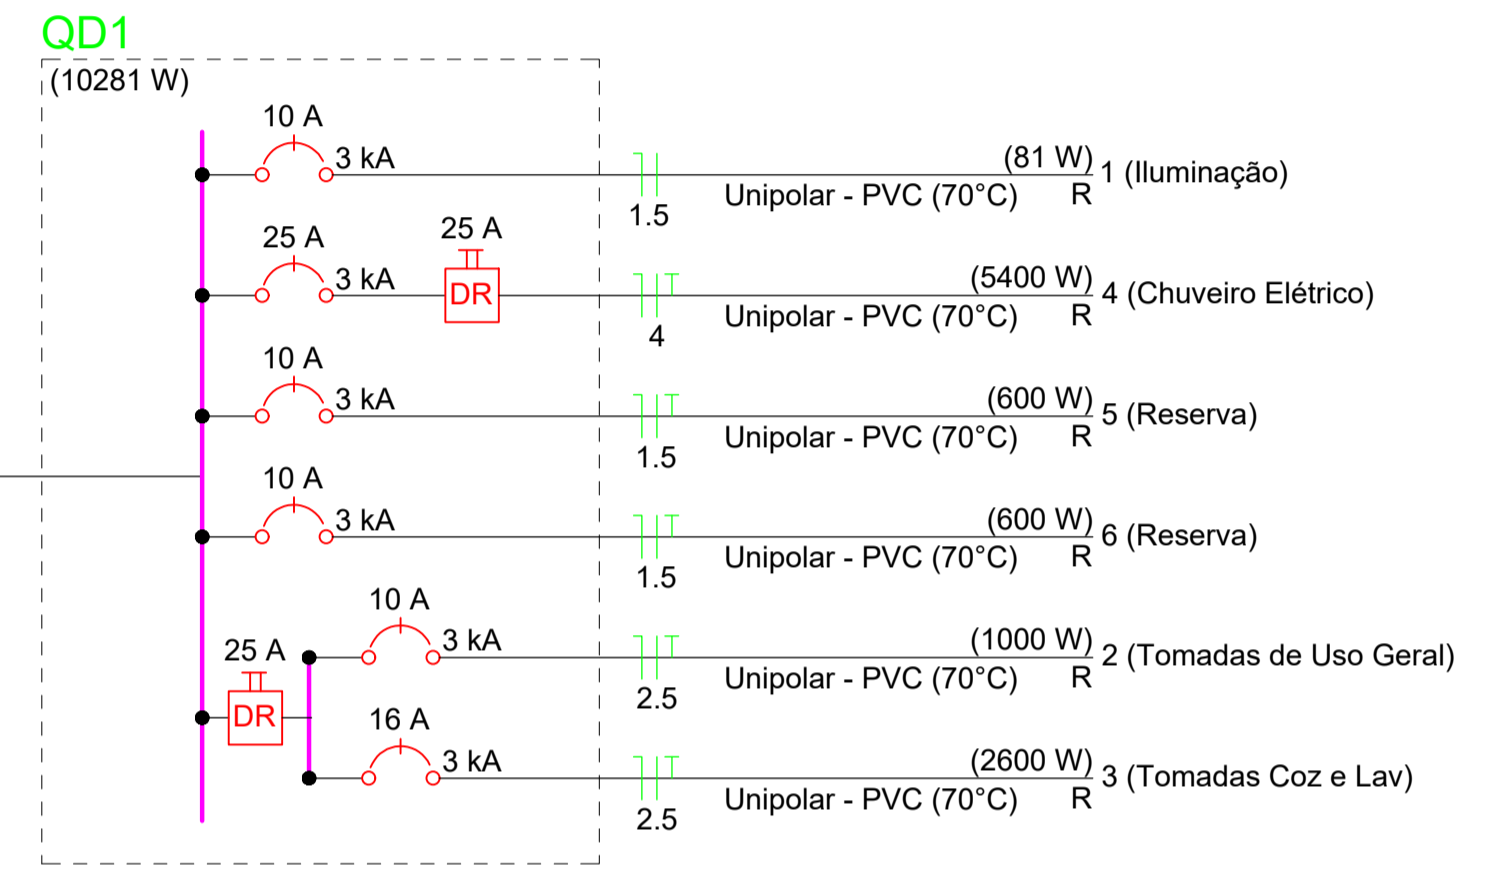 QD1
(10281 W)
10 A
3 kA
1.5
(81 W)
Unipolar - PVC (70°C)
R
1 (Iluminação)
25 A
3 kA
25 A
DR
4
(5400 W)
Unipolar - PVC (70°C)
R
4 (Chuveiro Elétrico)
10 A
3 kA
1.5
(600 W)
Unipolar - PVC (70°C)
R
5 (Reserva)
10 A
3 kA
1.5
(600 W)
Unipolar - PVC (70°C)
R
6 (Reserva)
25 A
DR
10 A
3 kA
2.5
(1000 W)
Unipolar - PVC (70°C)
R
2 (Tomadas de Uso Geral)
16 A
3 kA
2.5
(2600 W)
Unipolar - PVC (70°C)
R
3 (Tomadas Coz e Lav)